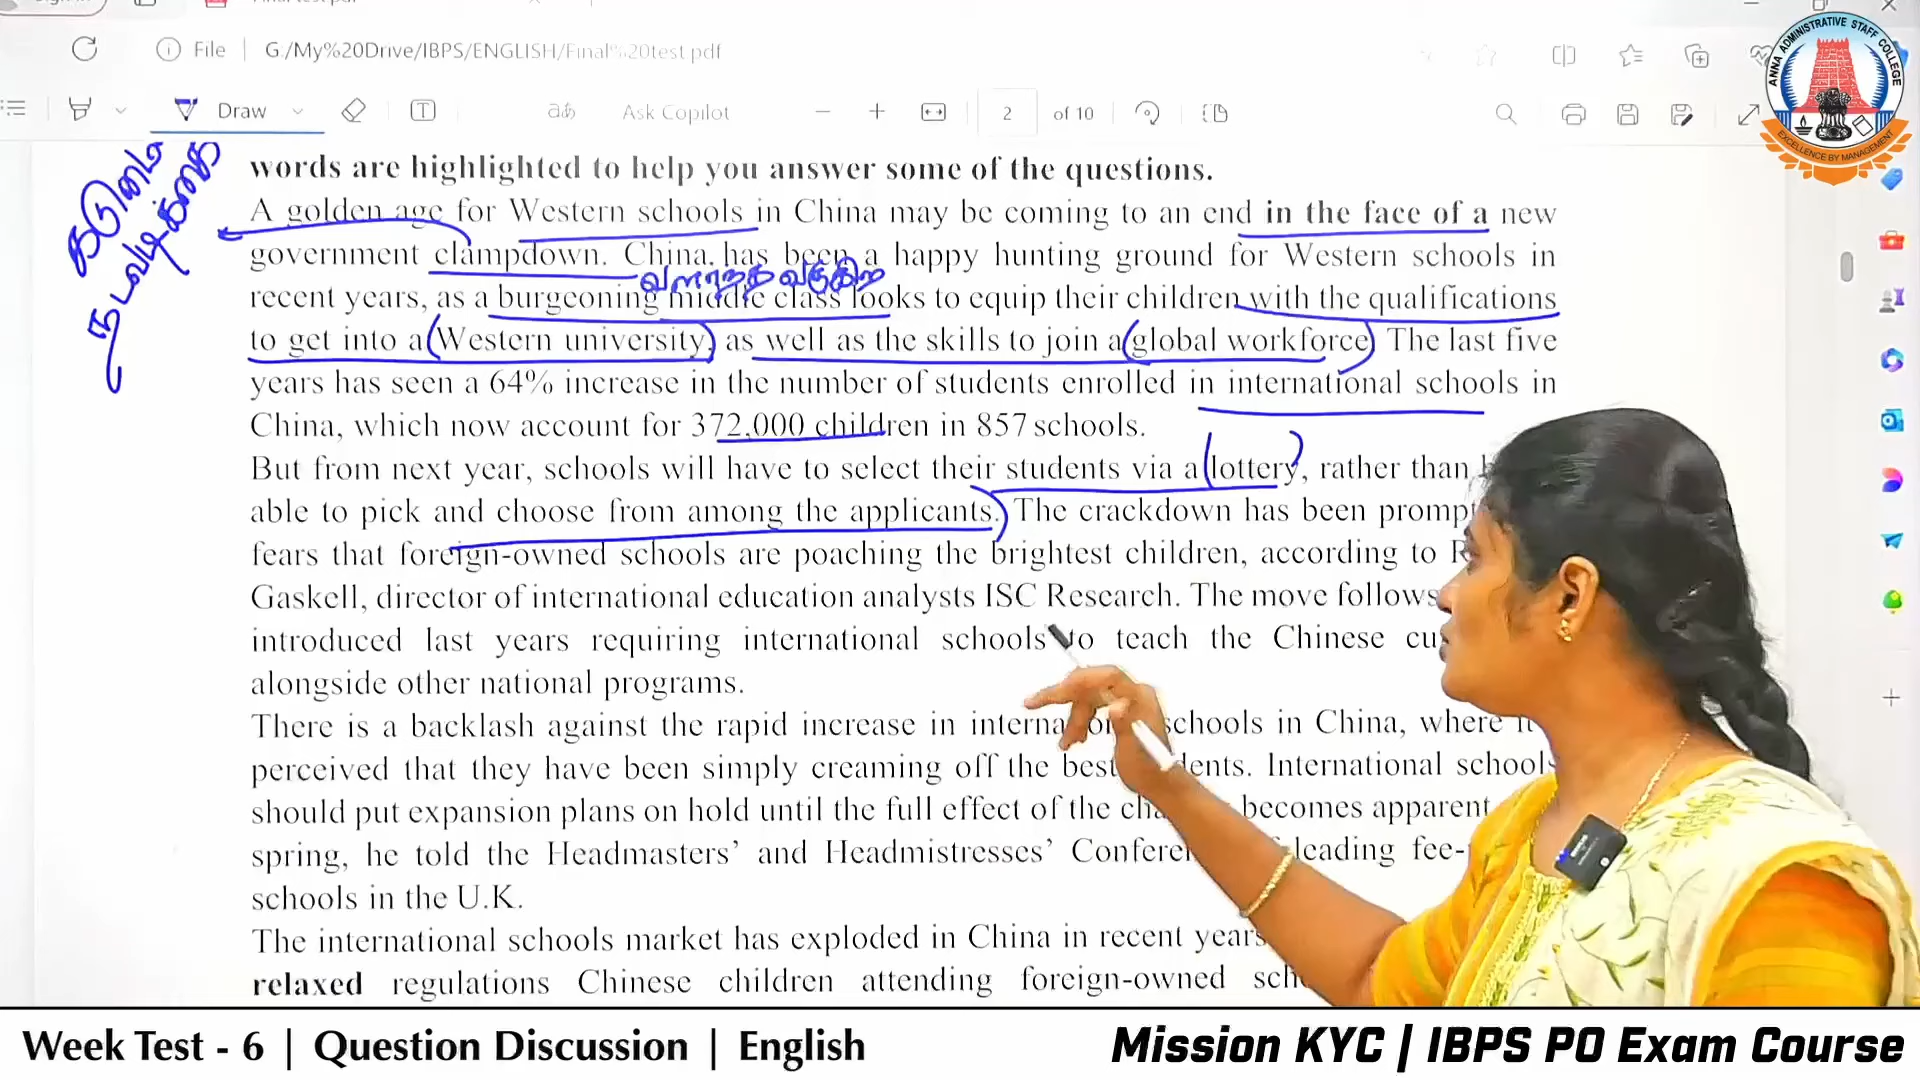 File G:/My%20Drive/IBPS/ENGLISH/Final%20test.pdf
Draw Ask Copilot 2 of 10
ANNA ADMINISTRATIVE STAFF COLLEGE
EXCELLENCE BY MANAGEMENT
கடுமை
நடவடிக்கை
words are highlighted to help you answer some of the questions.
A golden age for Western schools in China may be coming to an end in the face of a new
government clampdown. China has been a happy hunting ground for Western schools in
வளர்ந்து வருகிற
recent years, as a burgeoning middle class looks to equip their children with the qualifications
to get into a Western university, as well as the skills to join a global workforce. The last five
years has seen a 64% increase in the number of students enrolled in international schools in
China, which now account for 372,000 children in 857 schools.
But from next year, schools will have to select their students via a lottery, rather than
able to pick and choose from among the applicants. The crackdown has been
fears that foreign-owned schools are poaching the brightest children, according to
Gaskell, director of international education analysts ISC Research. The move follows
introduced last years requiring international schools to teach the Chinese
alongside other national programs.
There is a backlash against the rapid increase in schools in China, where
perceived that they have been simply creaming off the best International
should put expansion plans on hold until the full effect of the becomes apparent
spring, he told the Headmasters’ and Headmistresses’ leading
schools in the U.K.
The international schools market has exploded in China in recent years
relaxed regulations Chinese children attending foreign-owned
Week Test - 6 | Question Discussion | English
Mission KYC | IBPS PO Exam Course